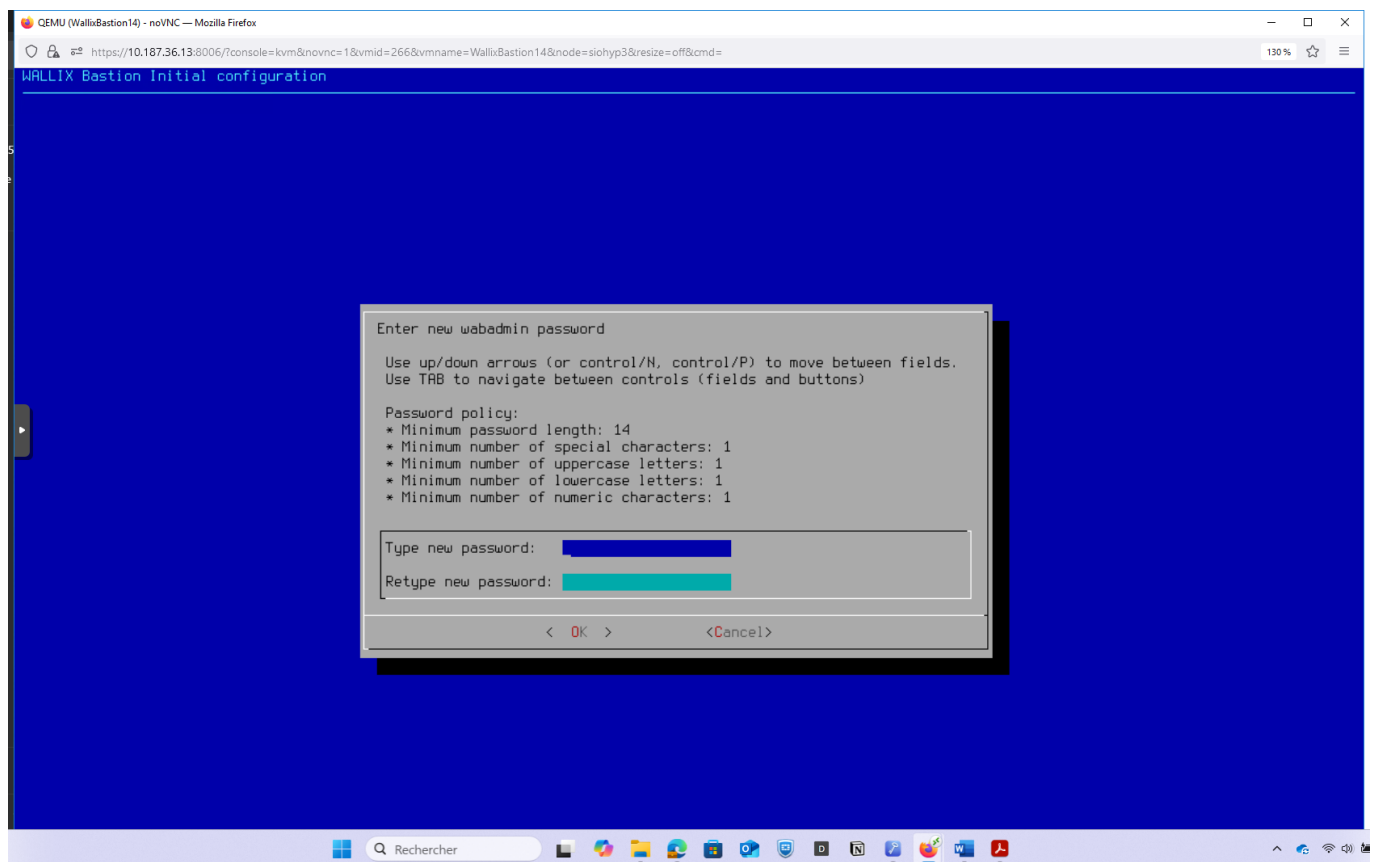 QEMU (WallixBastion14) - noVNC — Mozilla Firefox
https://10.187.36.13:8006/?console=kvm&novnc=1&vmid=266&vmname=WallixBastion14&node=siohyp3&resize=off&cmd=
130 %
WALLIX Bastion Initial configuration
5
e
Enter new wabadmin password
Use up/down arrows (or control/N, control/P) to move between fields.
Use TAB to navigate between controls (fields and buttons)
Password policy:
* Minimum password length: 14
* Minimum number of special characters: 1
* Minimum number of uppercase letters: 1
* Minimum number of lowercase letters: 1
* Minimum number of numeric characters: 1
Type new password:
Retype new password:
< OK > <Cancel>
Rechercher